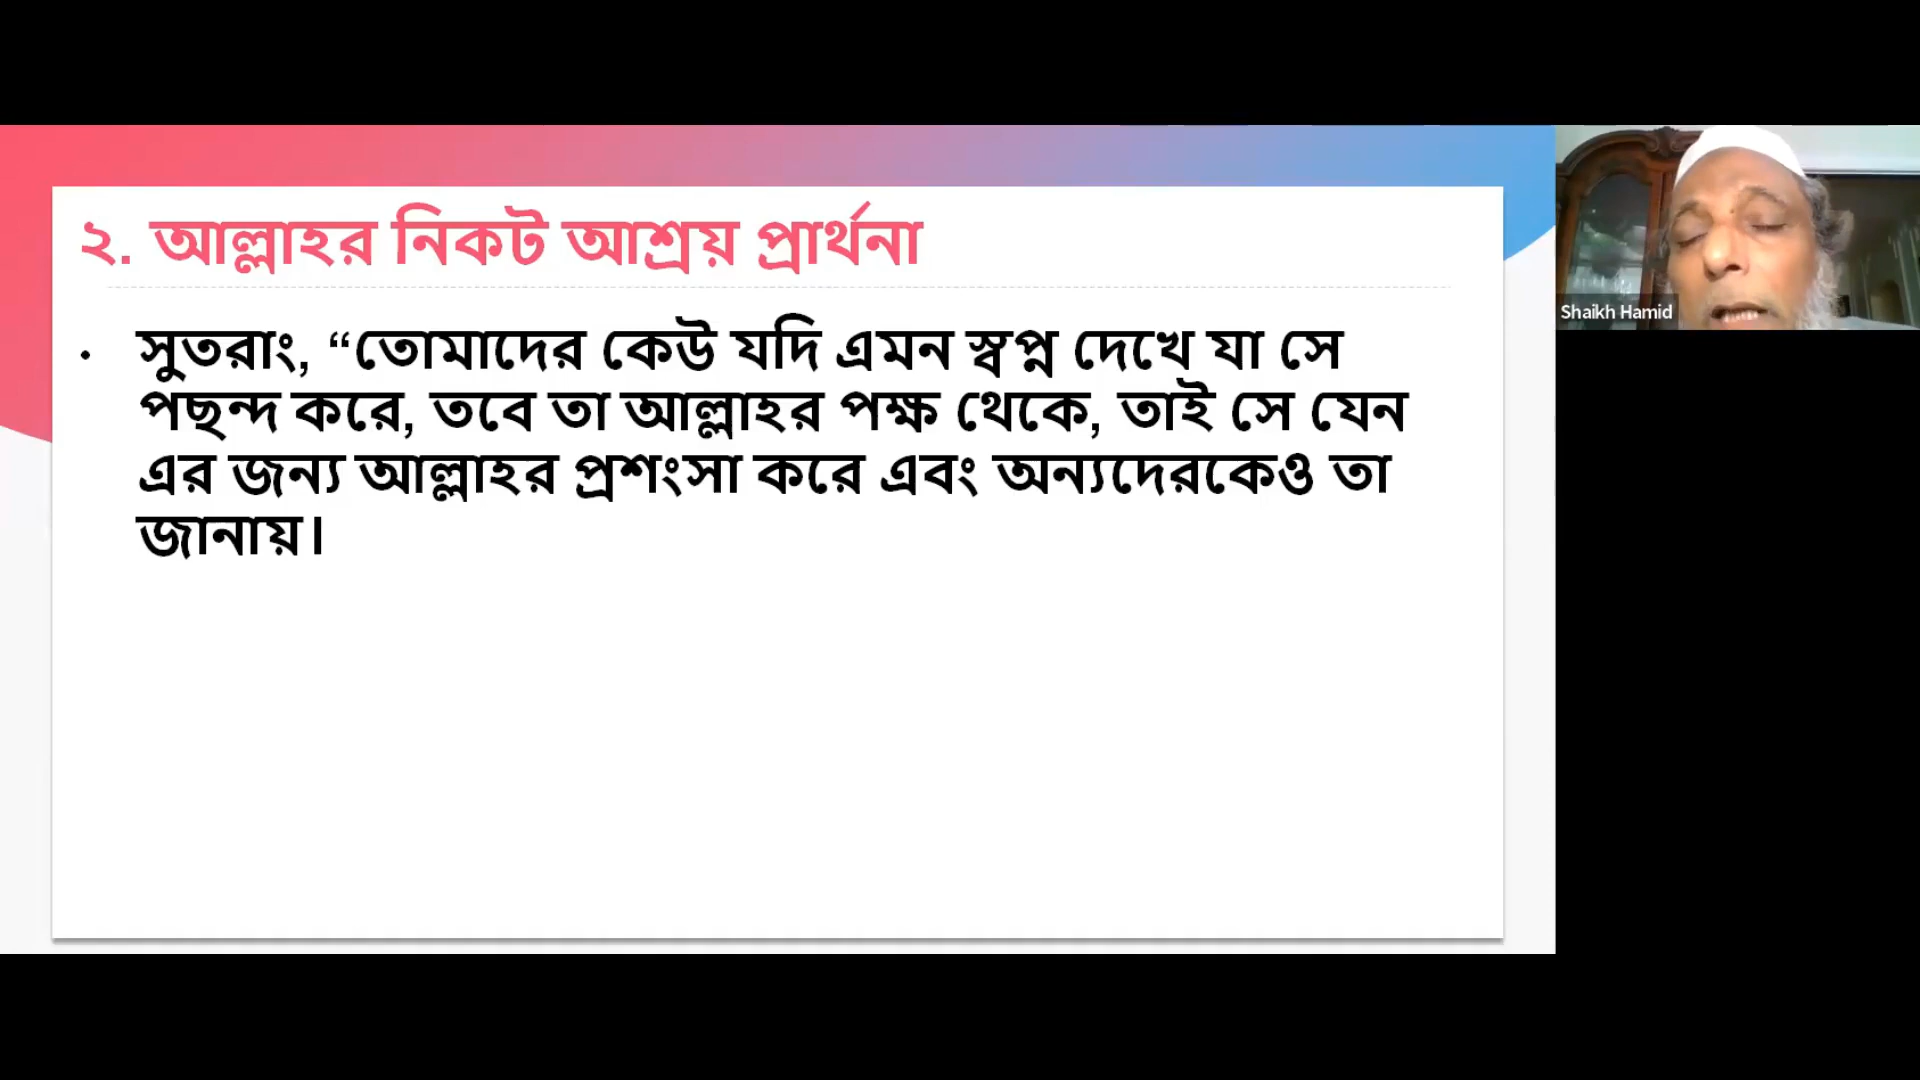 ২. আল্লাহর নিকট আশ্রয় প্রার্থনা
• সুতরাং, “তোমাদের কেউ যদি এমন স্বপ্ন দেখে যা সে
পছন্দ করে, তবে তা আল্লাহর পক্ষ থেকে, তাই সে যেন
এর জন্য আল্লাহর প্রশংসা করে এবং অন্যদেরকেও তা
জানায়।
Shaikh Hamid